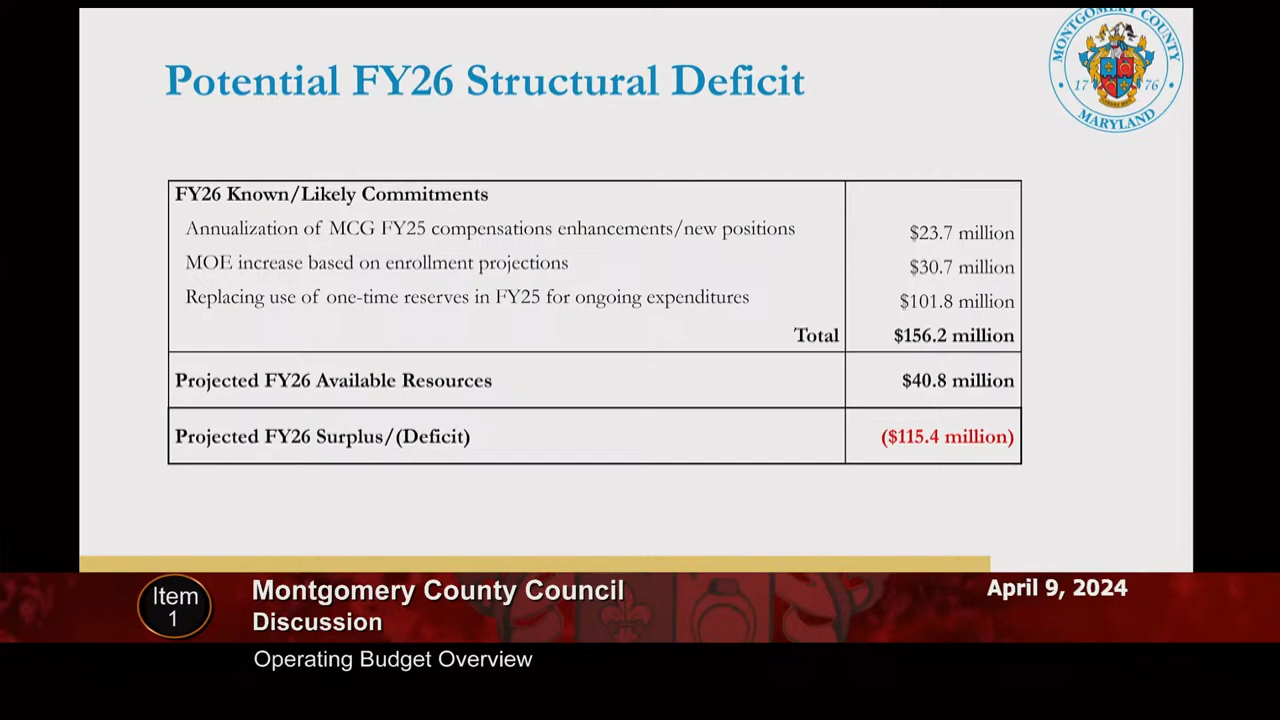 Potential FY26 Structural Deficit
MONTGOMERY COUNTY
17 76
MARYLAND
FY26 Known/Likely Commitments
Annualization of MCG FY25 compensations enhancements/new positions $23.7 million
MOE increase based on enrollment projections $30.7 million
Replacing use of one-time reserves in FY25 for ongoing expenditures $101.8 million
Total $156.2 million
Projected FY26 Available Resources $40.8 million
Projected FY26 Surplus/(Deficit) ($115.4 million)
Item
1
Montgomery County Council
Discussion
April 9, 2024
Operating Budget Overview